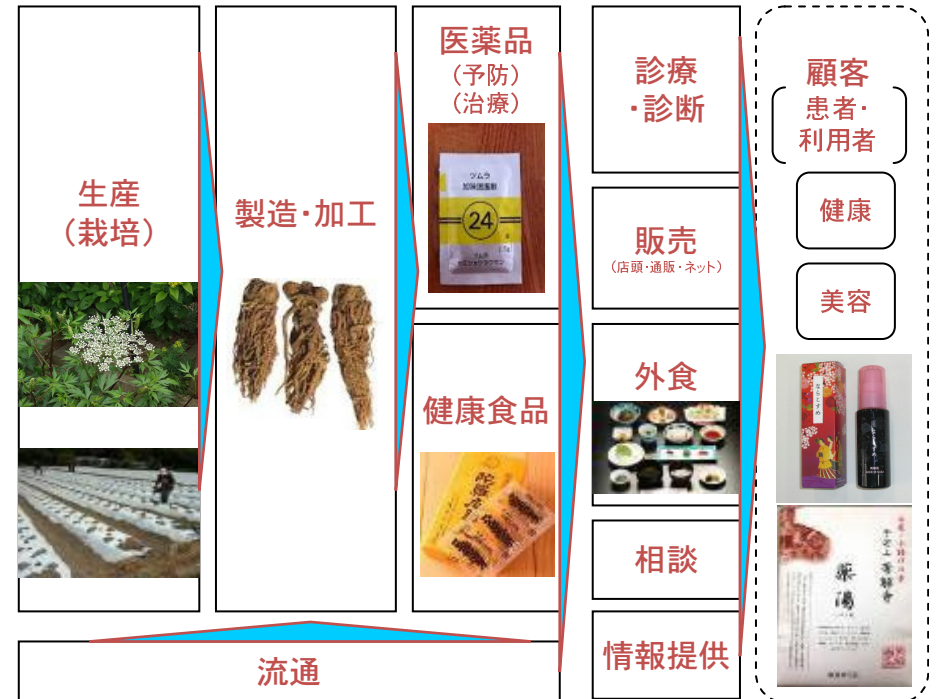 生産
（栽培）
製造・加工
医薬品
（予防）
（治療）
ツムラ
24
健康食品
流通
診療
・診断
販売
（店頭・通販・ネット）
外食
相談
情報提供
顧客
患者・
利用者
健康
美容
薬湯